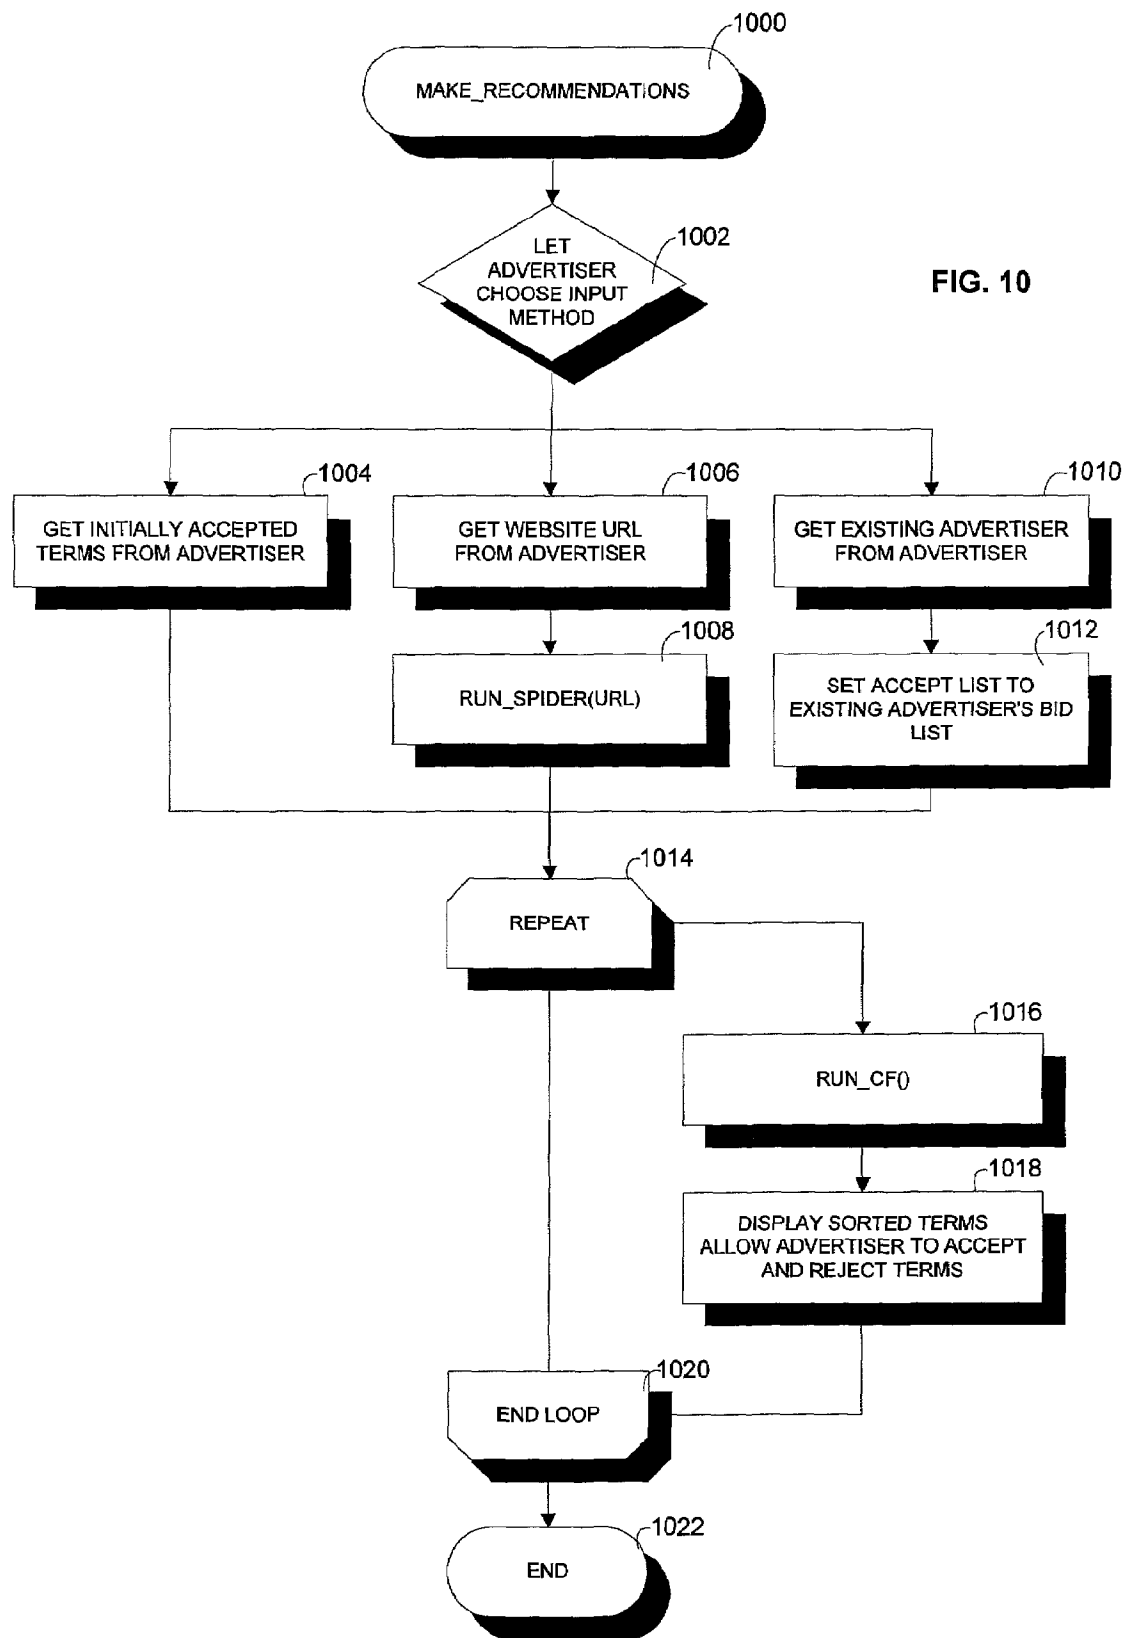 1000
MAKE_RECOMMENDATIONS
1002
LET
ADVERTISER
CHOOSE INPUT
METHOD
FIG. 10
1004
GET INITIALLY ACCEPTED
TERMS FROM ADVERTISER
1006
GET WEBSITE URL
FROM ADVERTISER
1010
GET EXISTING ADVERTISER
FROM ADVERTISER
1008
RUN_SPIDER(URL)
1012
SET ACCEPT LIST TO
EXISTING ADVERTISER'S BID
LIST
1014
REPEAT
1016
RUN_CF()
1018
DISPLAY SORTED TERMS
ALLOW ADVERTISER TO ACCEPT
AND REJECT TERMS
1020
END LOOP
1022
END